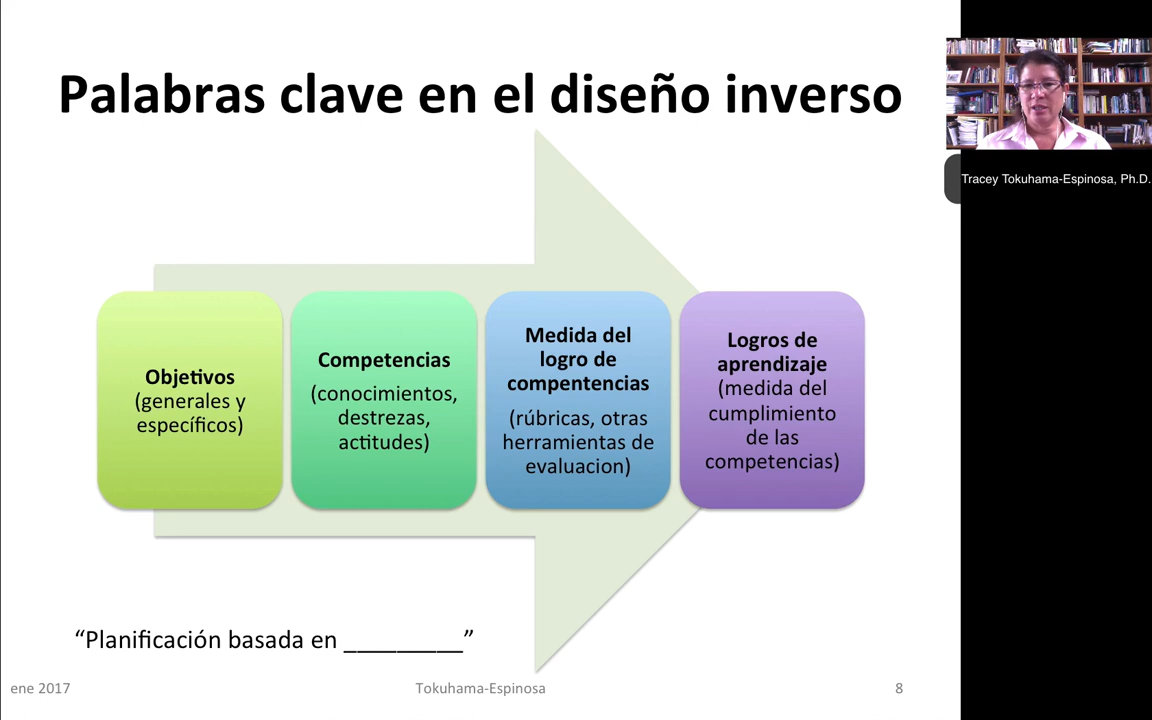 Palabras clave en el diseño inverso
Tracey Tokuhama-Espinosa, Ph.D.
Objetivos
(generales y
específicos)
Competencias
(conocimientos,
destrezas,
actitudes)
Medida del
logro de
compentencias
(rúbricas, otras
herramientas de
evaluacion)
Logros de
aprendizaje
(medida del
cumplimiento
de las
competencias)
“Planificación basada en _________”
ene 2017
Tokuhama-Espinosa
8